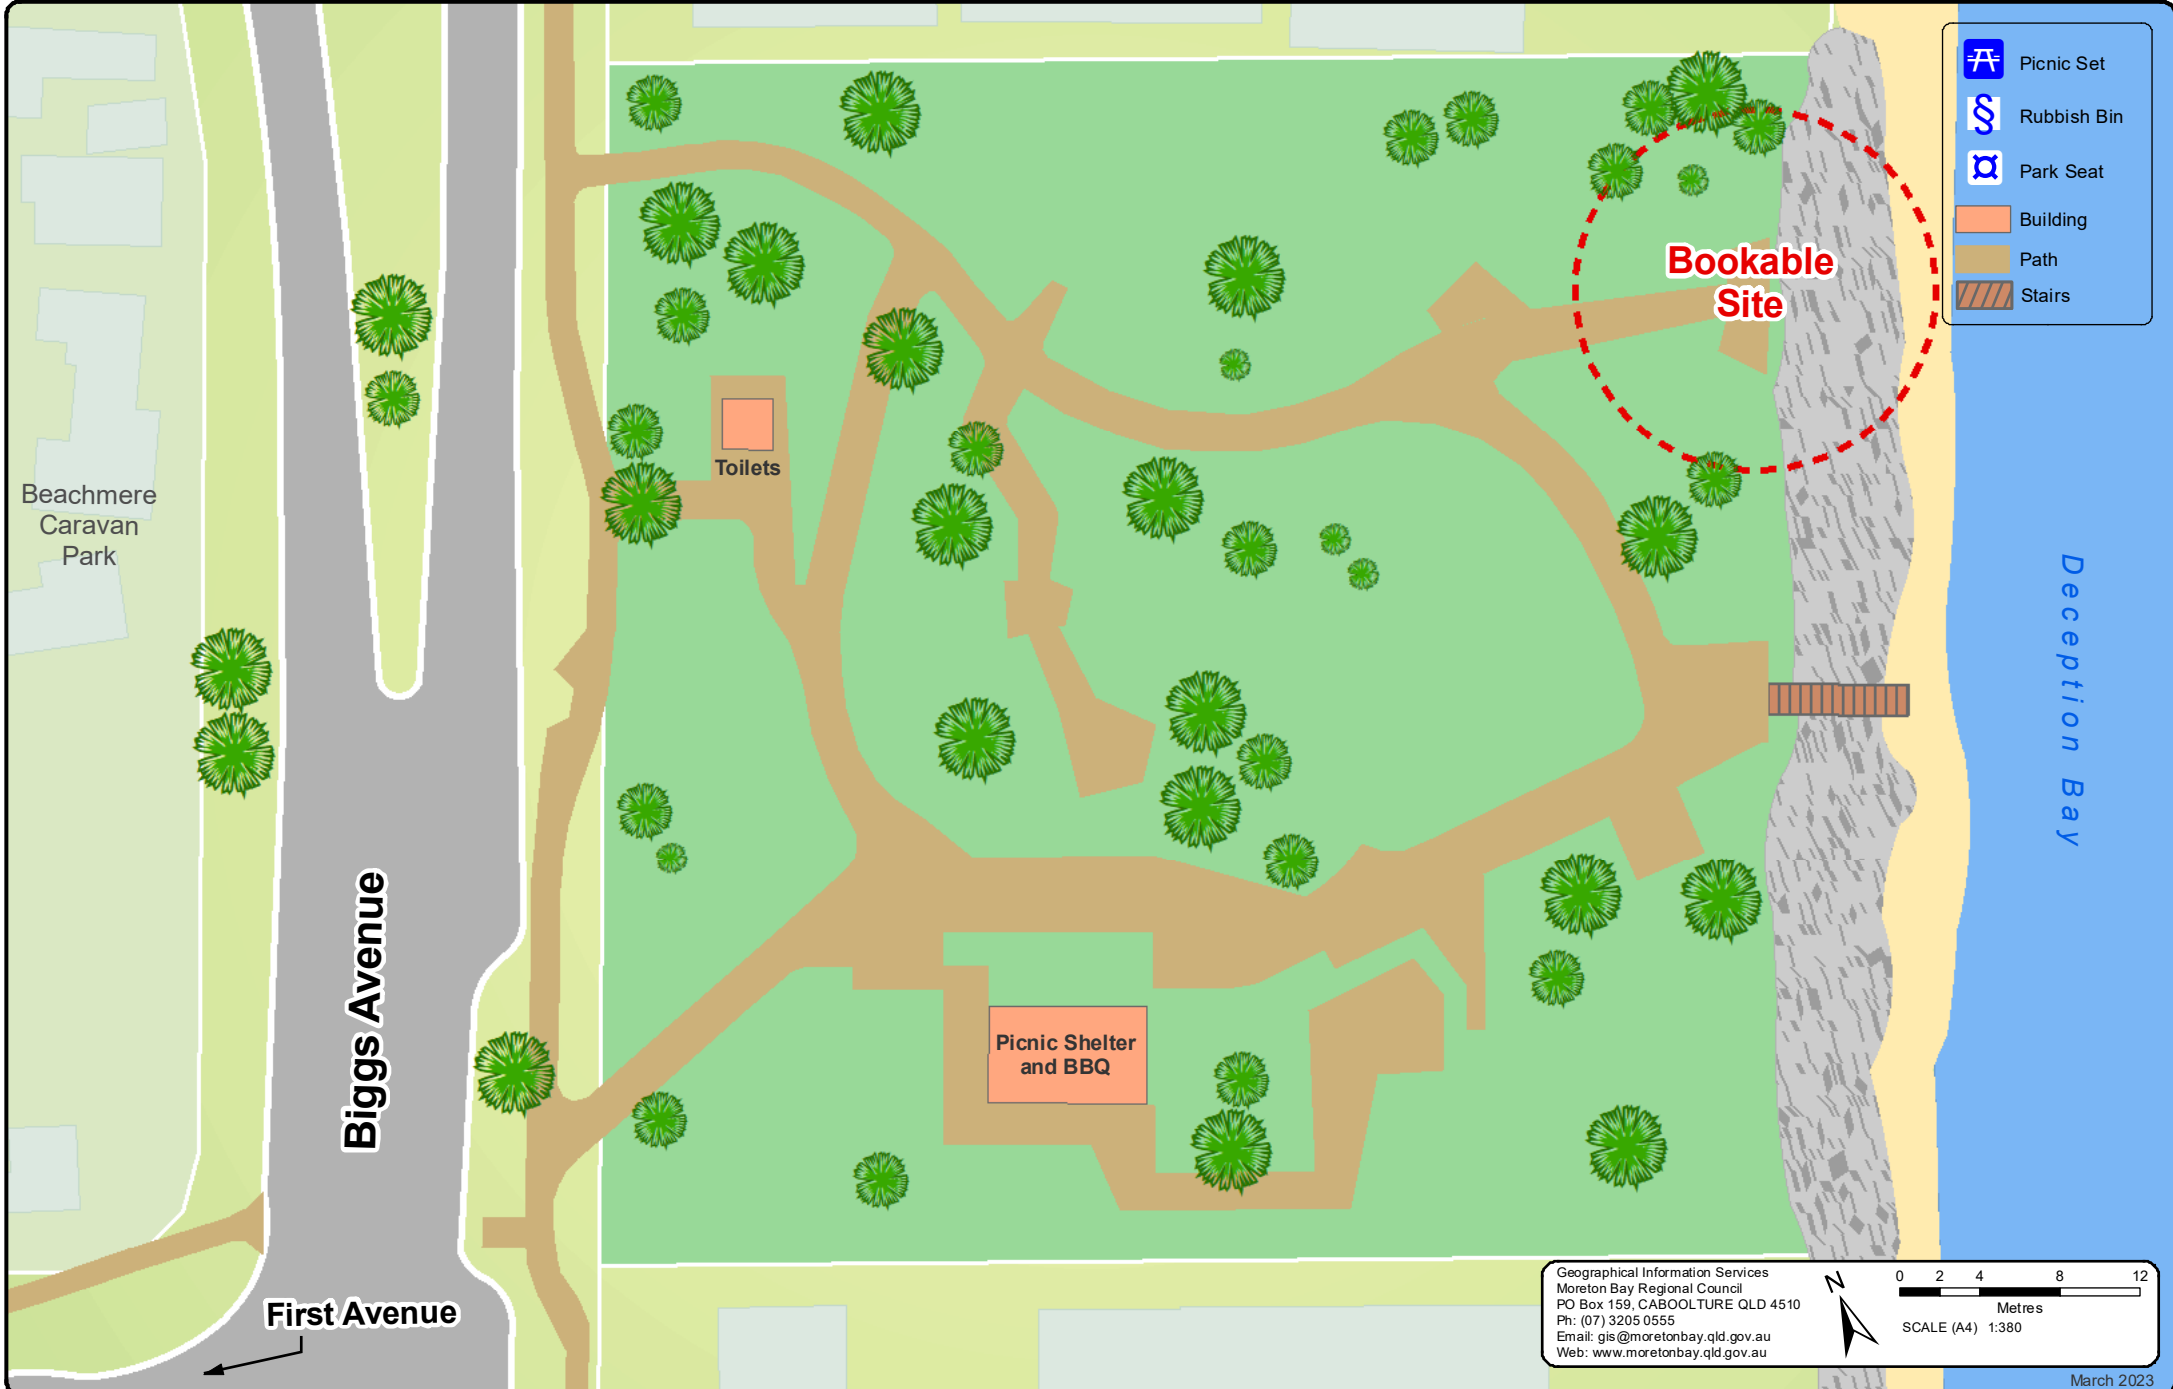 Picnic Set
§
Rubbish Bin
¤
Park Seat
Building
Path
Stairs
Bookable
Site
Toilets
Beachmere
Caravan
Park
Deception Bay
Biggs Avenue
Picnic Shelter
and BBQ
First Avenue
Geographical Information Services
Moreton Bay Regional Council
PO Box 159, CABOOLTURE QLD 4510
Ph: (07) 3205 0555
Email: gis@moretonbay.qld.gov.au
Web: www.moretonbay.qld.gov.au
N
0 2 4 8 12
Metres
SCALE (A4) 1:380
March 2023